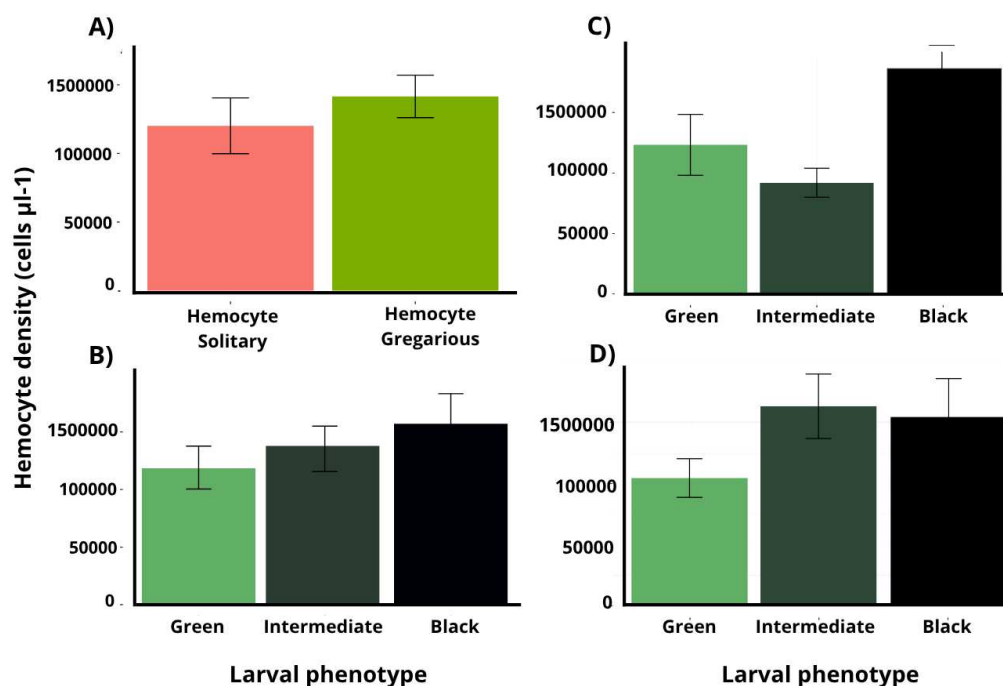 Hemocyte density (cells µl-1)
A)
1500000
100000
50000
0
Hemocyte
Solitary
Hemocyte
Gregarious
B)
1500000
100000
50000
0
Green
Intermediate
Black
Larval phenotype
C)
1500000
100000
50000
0
Green
Intermediate
Black
D)
1500000
100000
50000
0
Green
Intermediate
Black
Larval phenotype